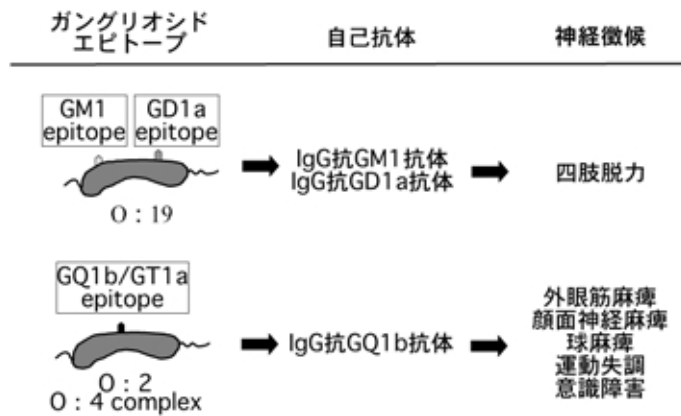 ガングリオシド
エピトープ
自己抗体
神経徴候
GM1
epitope
GD1a
epitope
O : 19
IgG抗GM1抗体
IgG抗GD1a抗体
四肢脱力
GQ1b/GT1a
epitope
O : 2
O : 4 complex
IgG抗GQ1b抗体
外眼筋麻痺
顔面神経麻痺
球麻痺
運動失調
意識障害